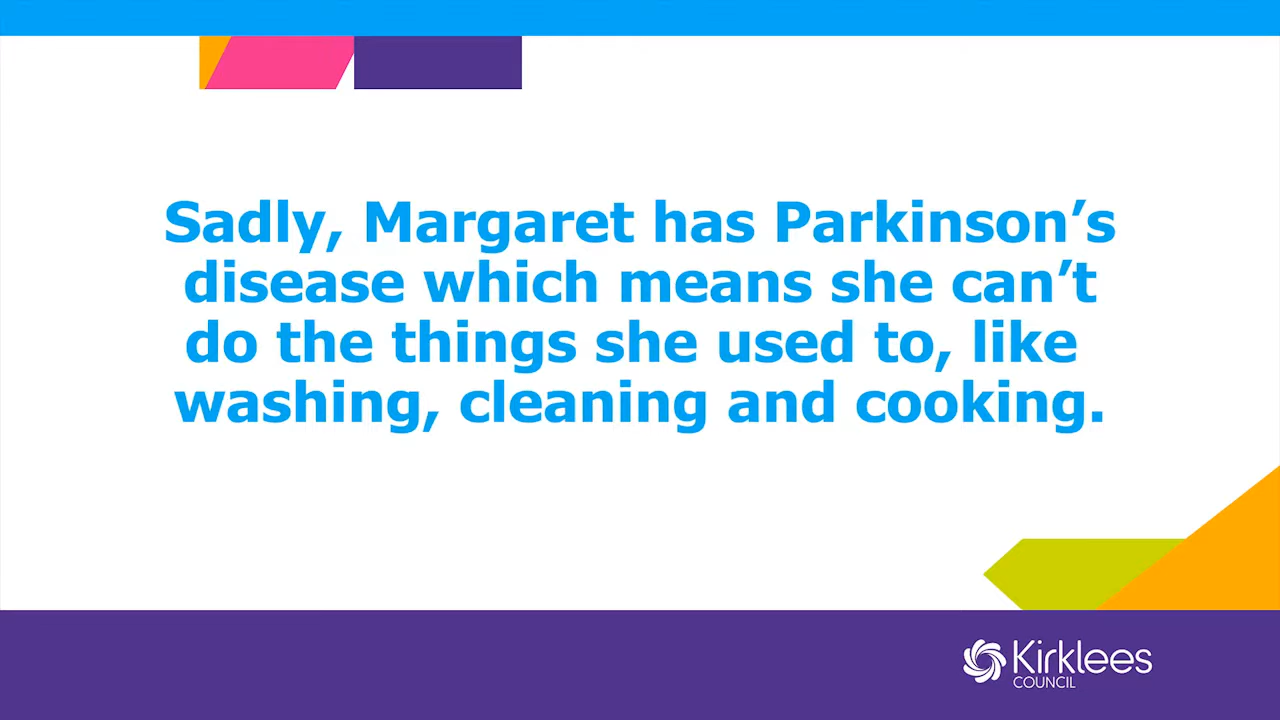 Sadly, Margaret has Parkinson’s
disease which means she can’t
do the things she used to, like
washing, cleaning and cooking.
Kirklees
COUNCIL